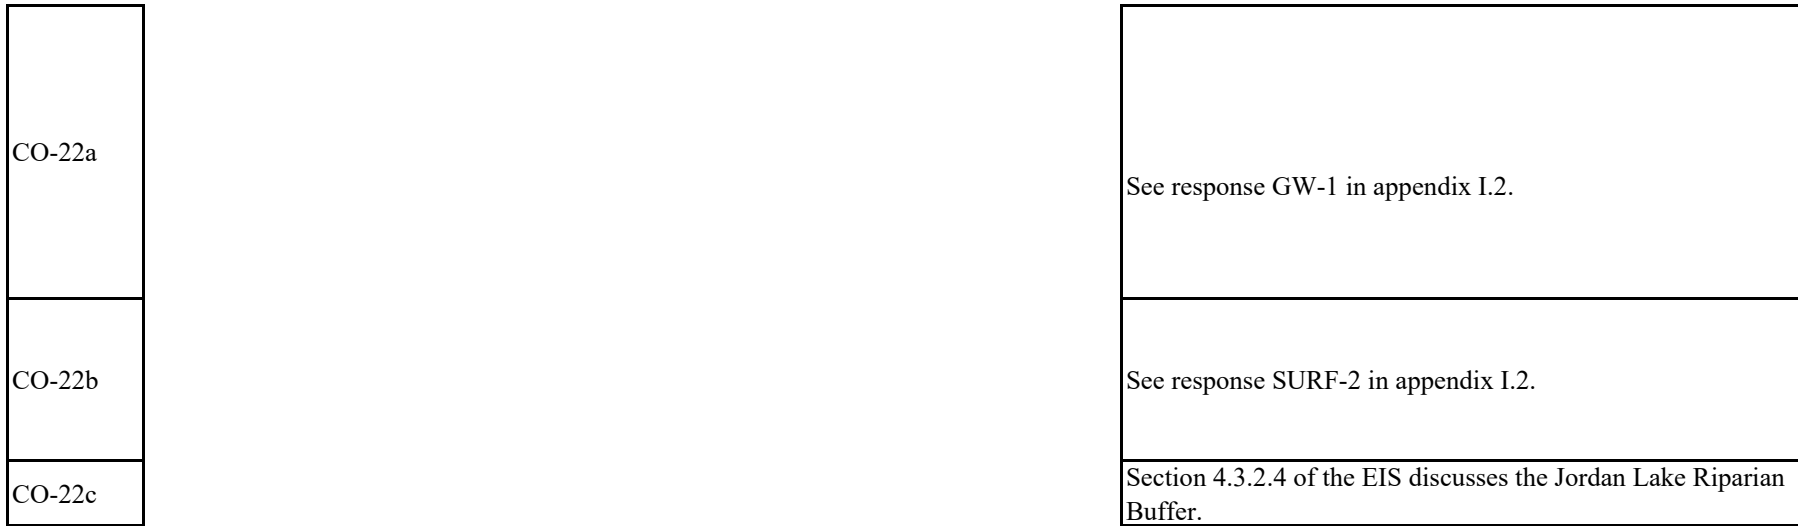 CO-22a
See response GW-1 in appendix I.2.
CO-22b
See response SURF-2 in appendix I.2.
CO-22c
Section 4.3.2.4 of the EIS discusses the Jordan Lake Riparian
Buffer.